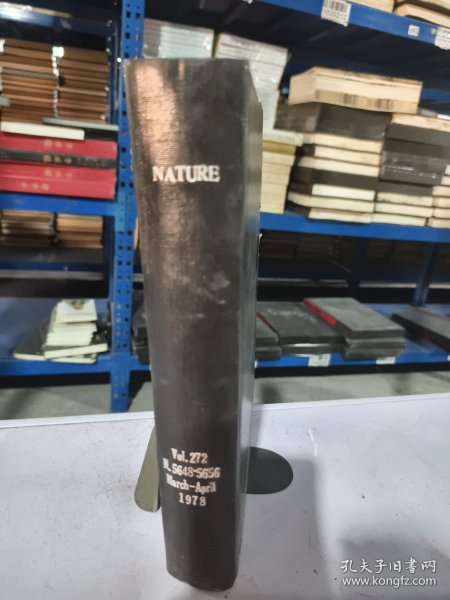 NATURE
Vol.272
N.5648-5656
March-April
1978
孔夫子旧书网
www.kongfz.com